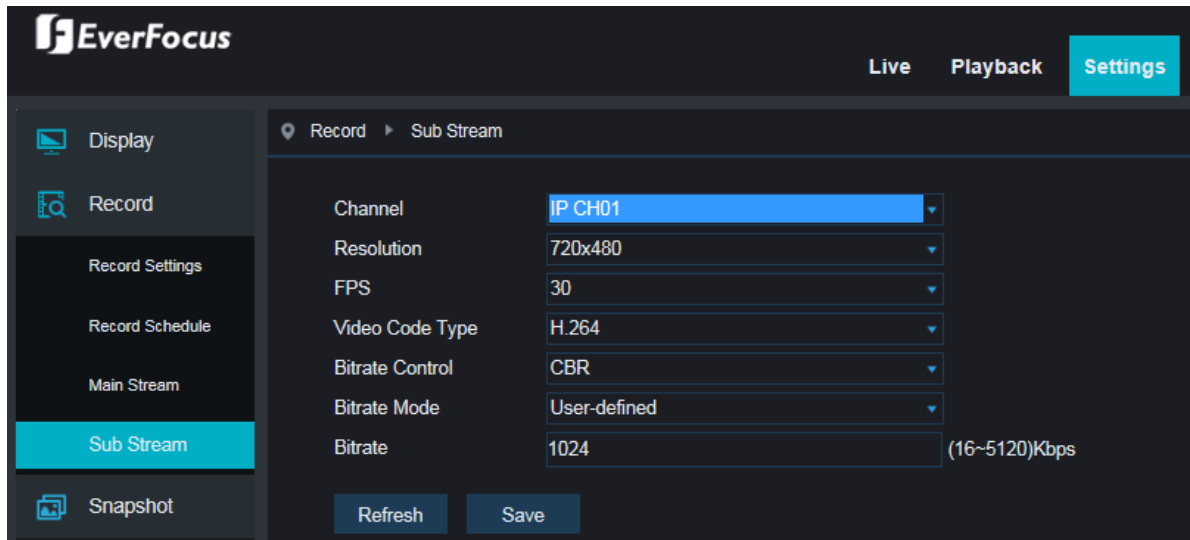 EverFocus
Live Playback Settings
Display
Record
Record Settings
Record Schedule
Main Stream
Sub Stream
Snapshot
Record Sub Stream
Channel IP CH01
Resolution 720x480
FPS 30
Video Code Type H.264
Bitrate Control CBR
Bitrate Mode User-defined
Bitrate 1024 (16~5120)Kbps
Refresh Save